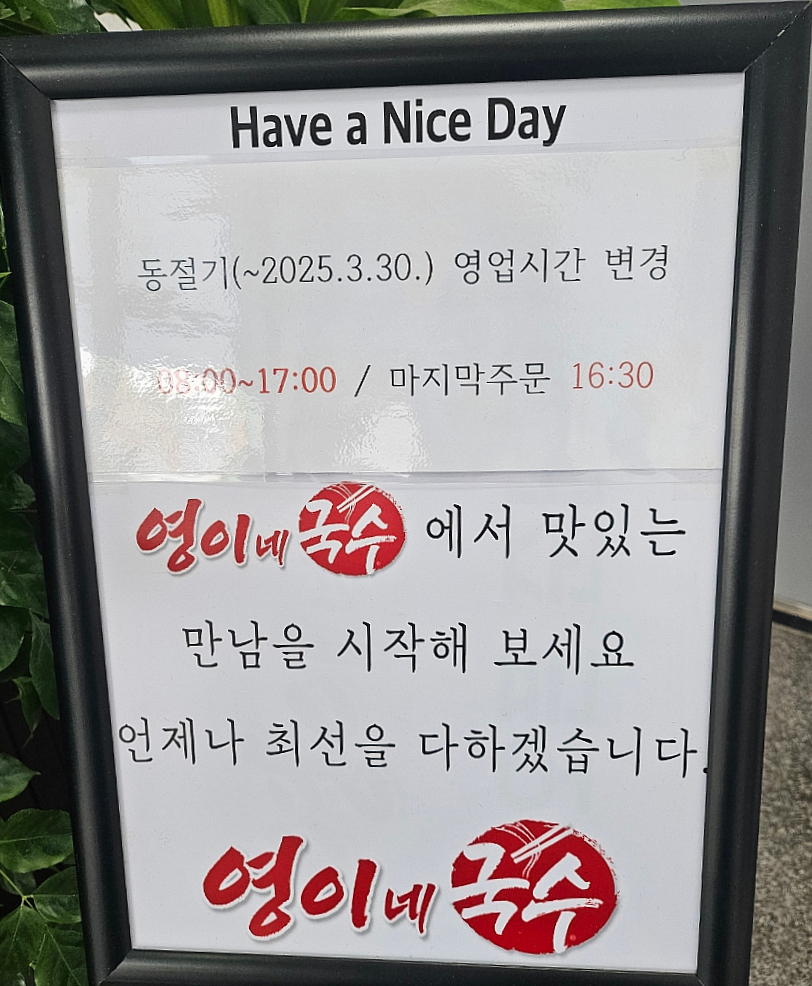 Have a Nice Day
동절기(~2025.3.30.) 영업시간 변경
08:00~17:00 / 마지막주문 16:30
영이네 국수 에서 맛있는
만남을 시작해 보세요
언제나 최선을 다하겠습니다.
영이네 국수